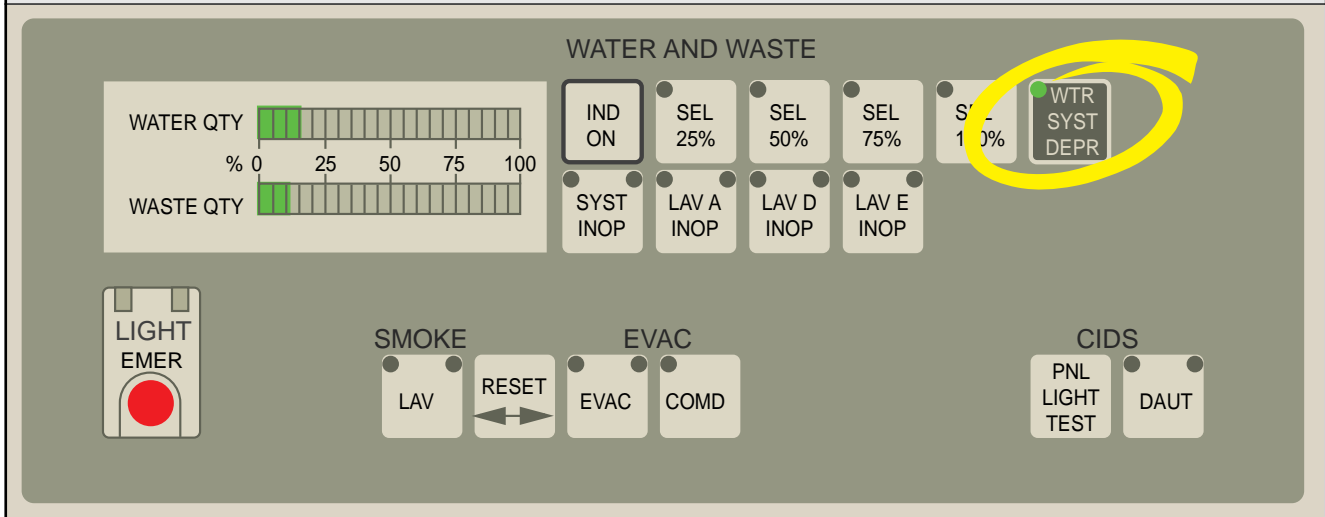 WATER AND WASTE
WATER QTY
% 0 25 50 75 100
WASTE QTY
IND
ON
SEL
25%
SEL
50%
SEL
75%
SEL
100%
WTR
SYST
DEPR
SYST
INOP
LAV A
INOP
LAV D
INOP
LAV E
INOP
LIGHT
EMER
SMOKE
LAV
RESET
EVAC
EVAC
COMD
CIDS
PNL
LIGHT
TEST
DAUT